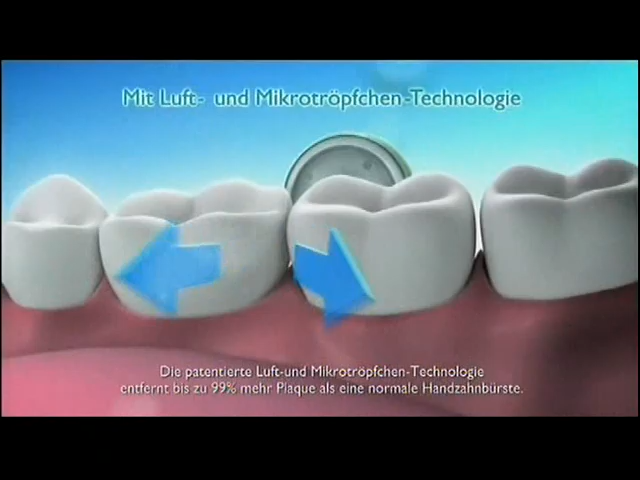 Mit Luft- und Mikrotröpfchen-Technologie
Die patentierte Luft-und Mikrotröpfchen-Technologie
entfernt bis zu 99% mehr Plaque als eine normale Handzahnbürste.